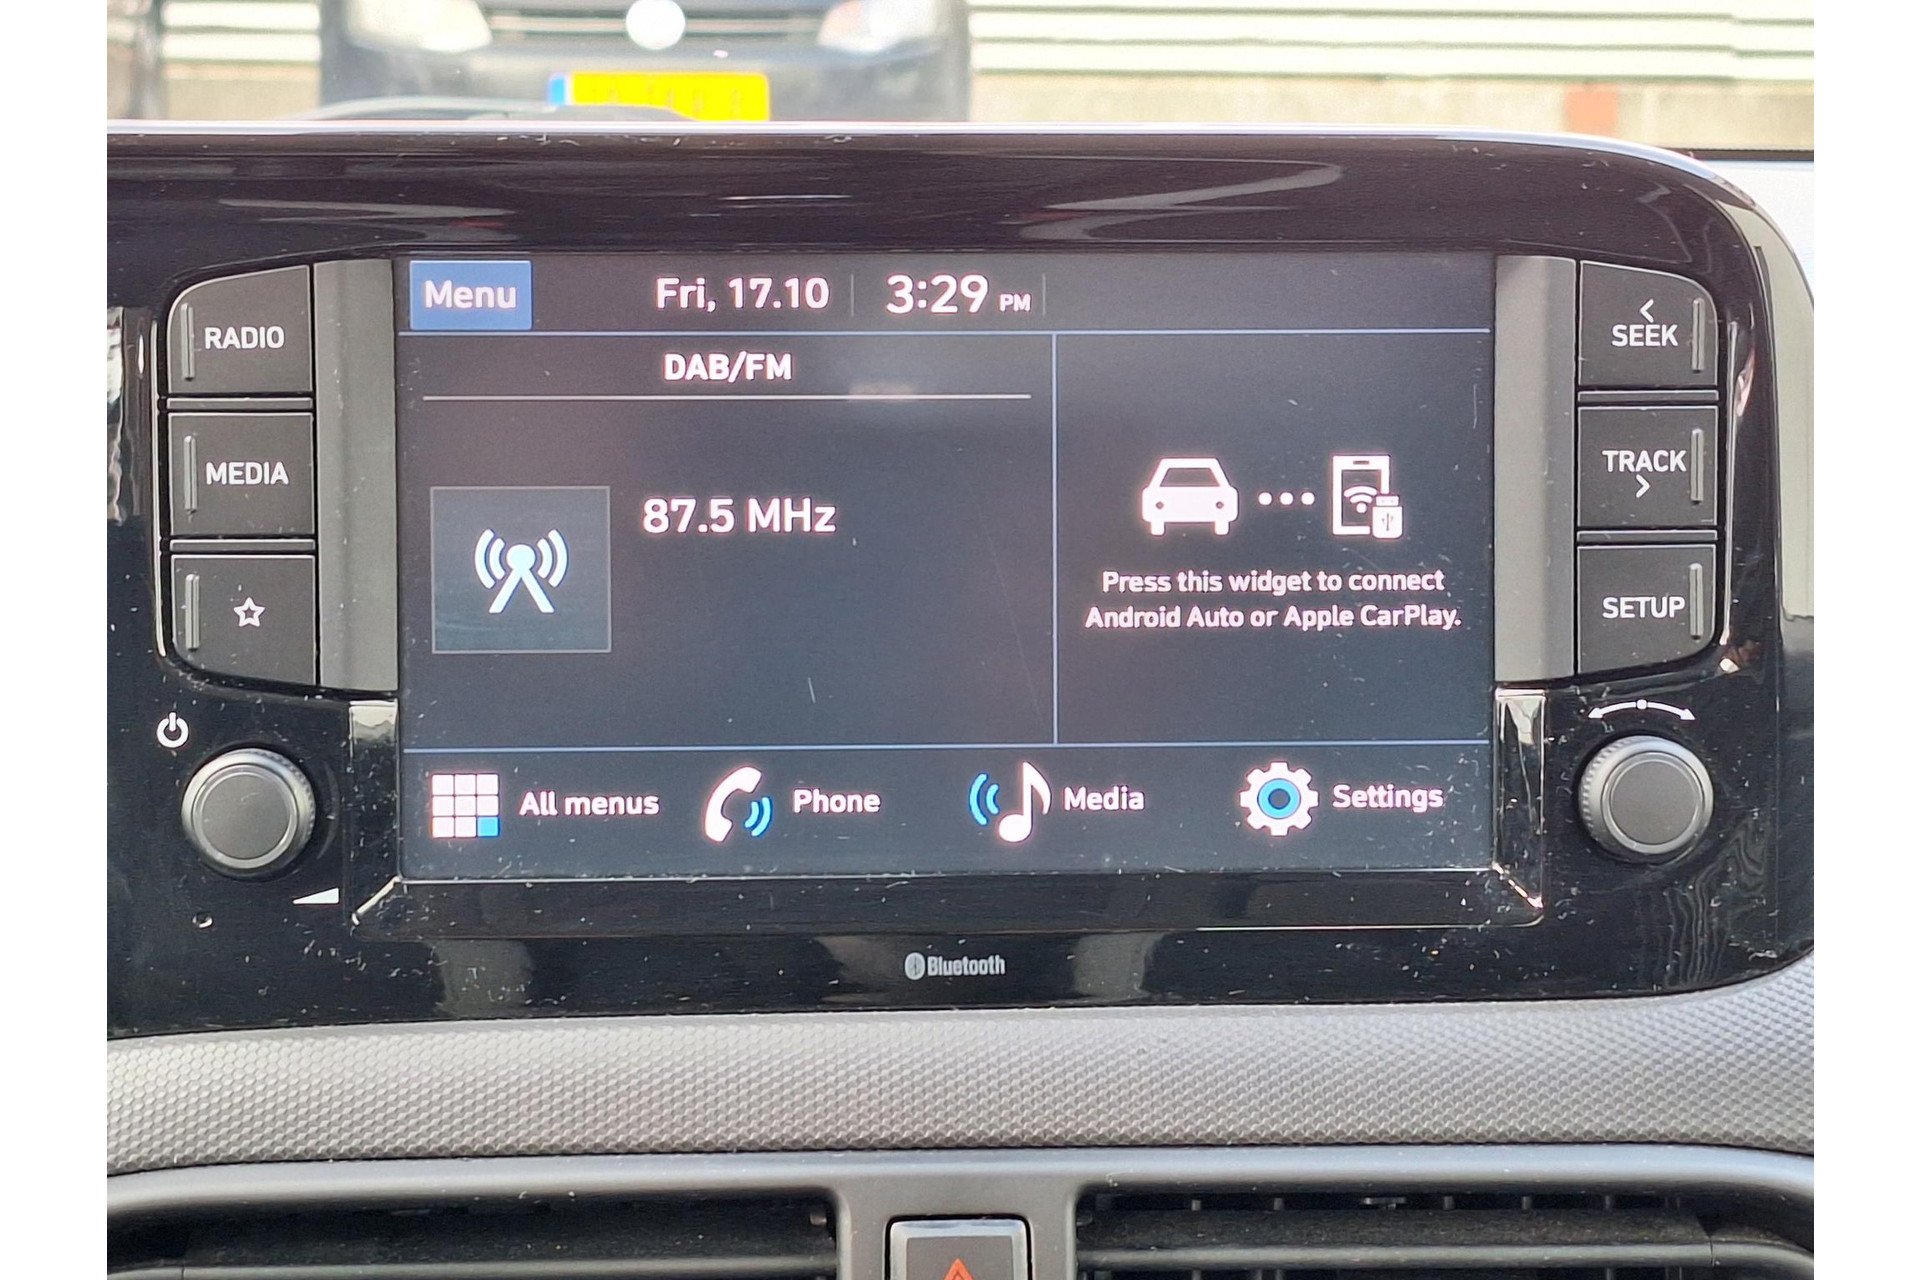 Menu
Fri, 17.10
3:29 PM
RADIO
SEEK
DAB/FM
MEDIA
TRACK
87.5 MHz
Press this widget to connect
Android Auto or Apple CarPlay.
SETUP
All menus
Phone
Media
Settings
Bluetooth